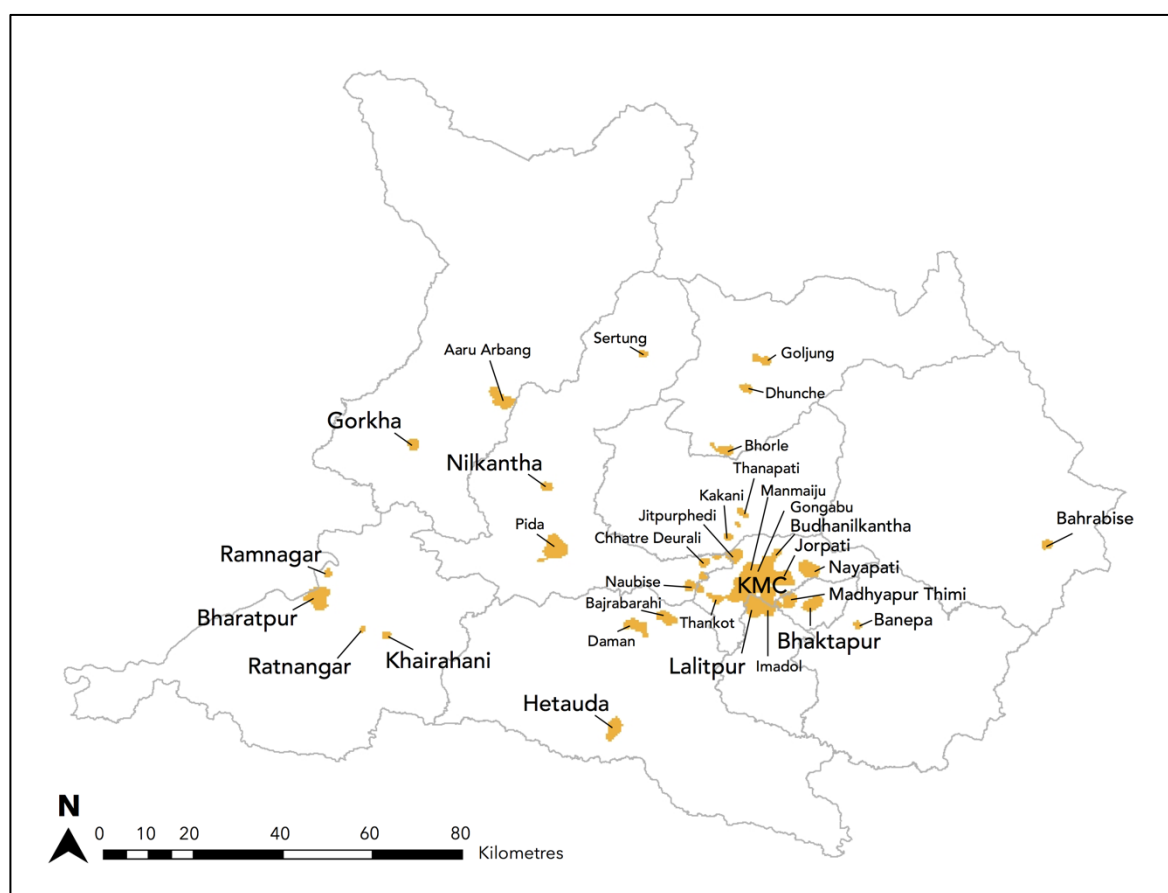 Sertung
Aaru Arbang
Goljung
Dhunche
Gorkha
Bhorle
Nilkantha
Thanapati
Kakani
Manmaiju
Gongabu
Jitpurphedi
Budhanilkantha
Pida
Chhatre Deurali
Jorpati
Bahrabise
Ramnagar
Nayapati
Naubise
KMC
Madhyapur Thimi
Bajrabarahi
Bharatpur
Thankot
Banepa
Daman
Bhaktapur
Ratnangar
Khairahani
Lalitpur
Imadol
Hetauda
N
0 10 20 40 60 80
Kilometres